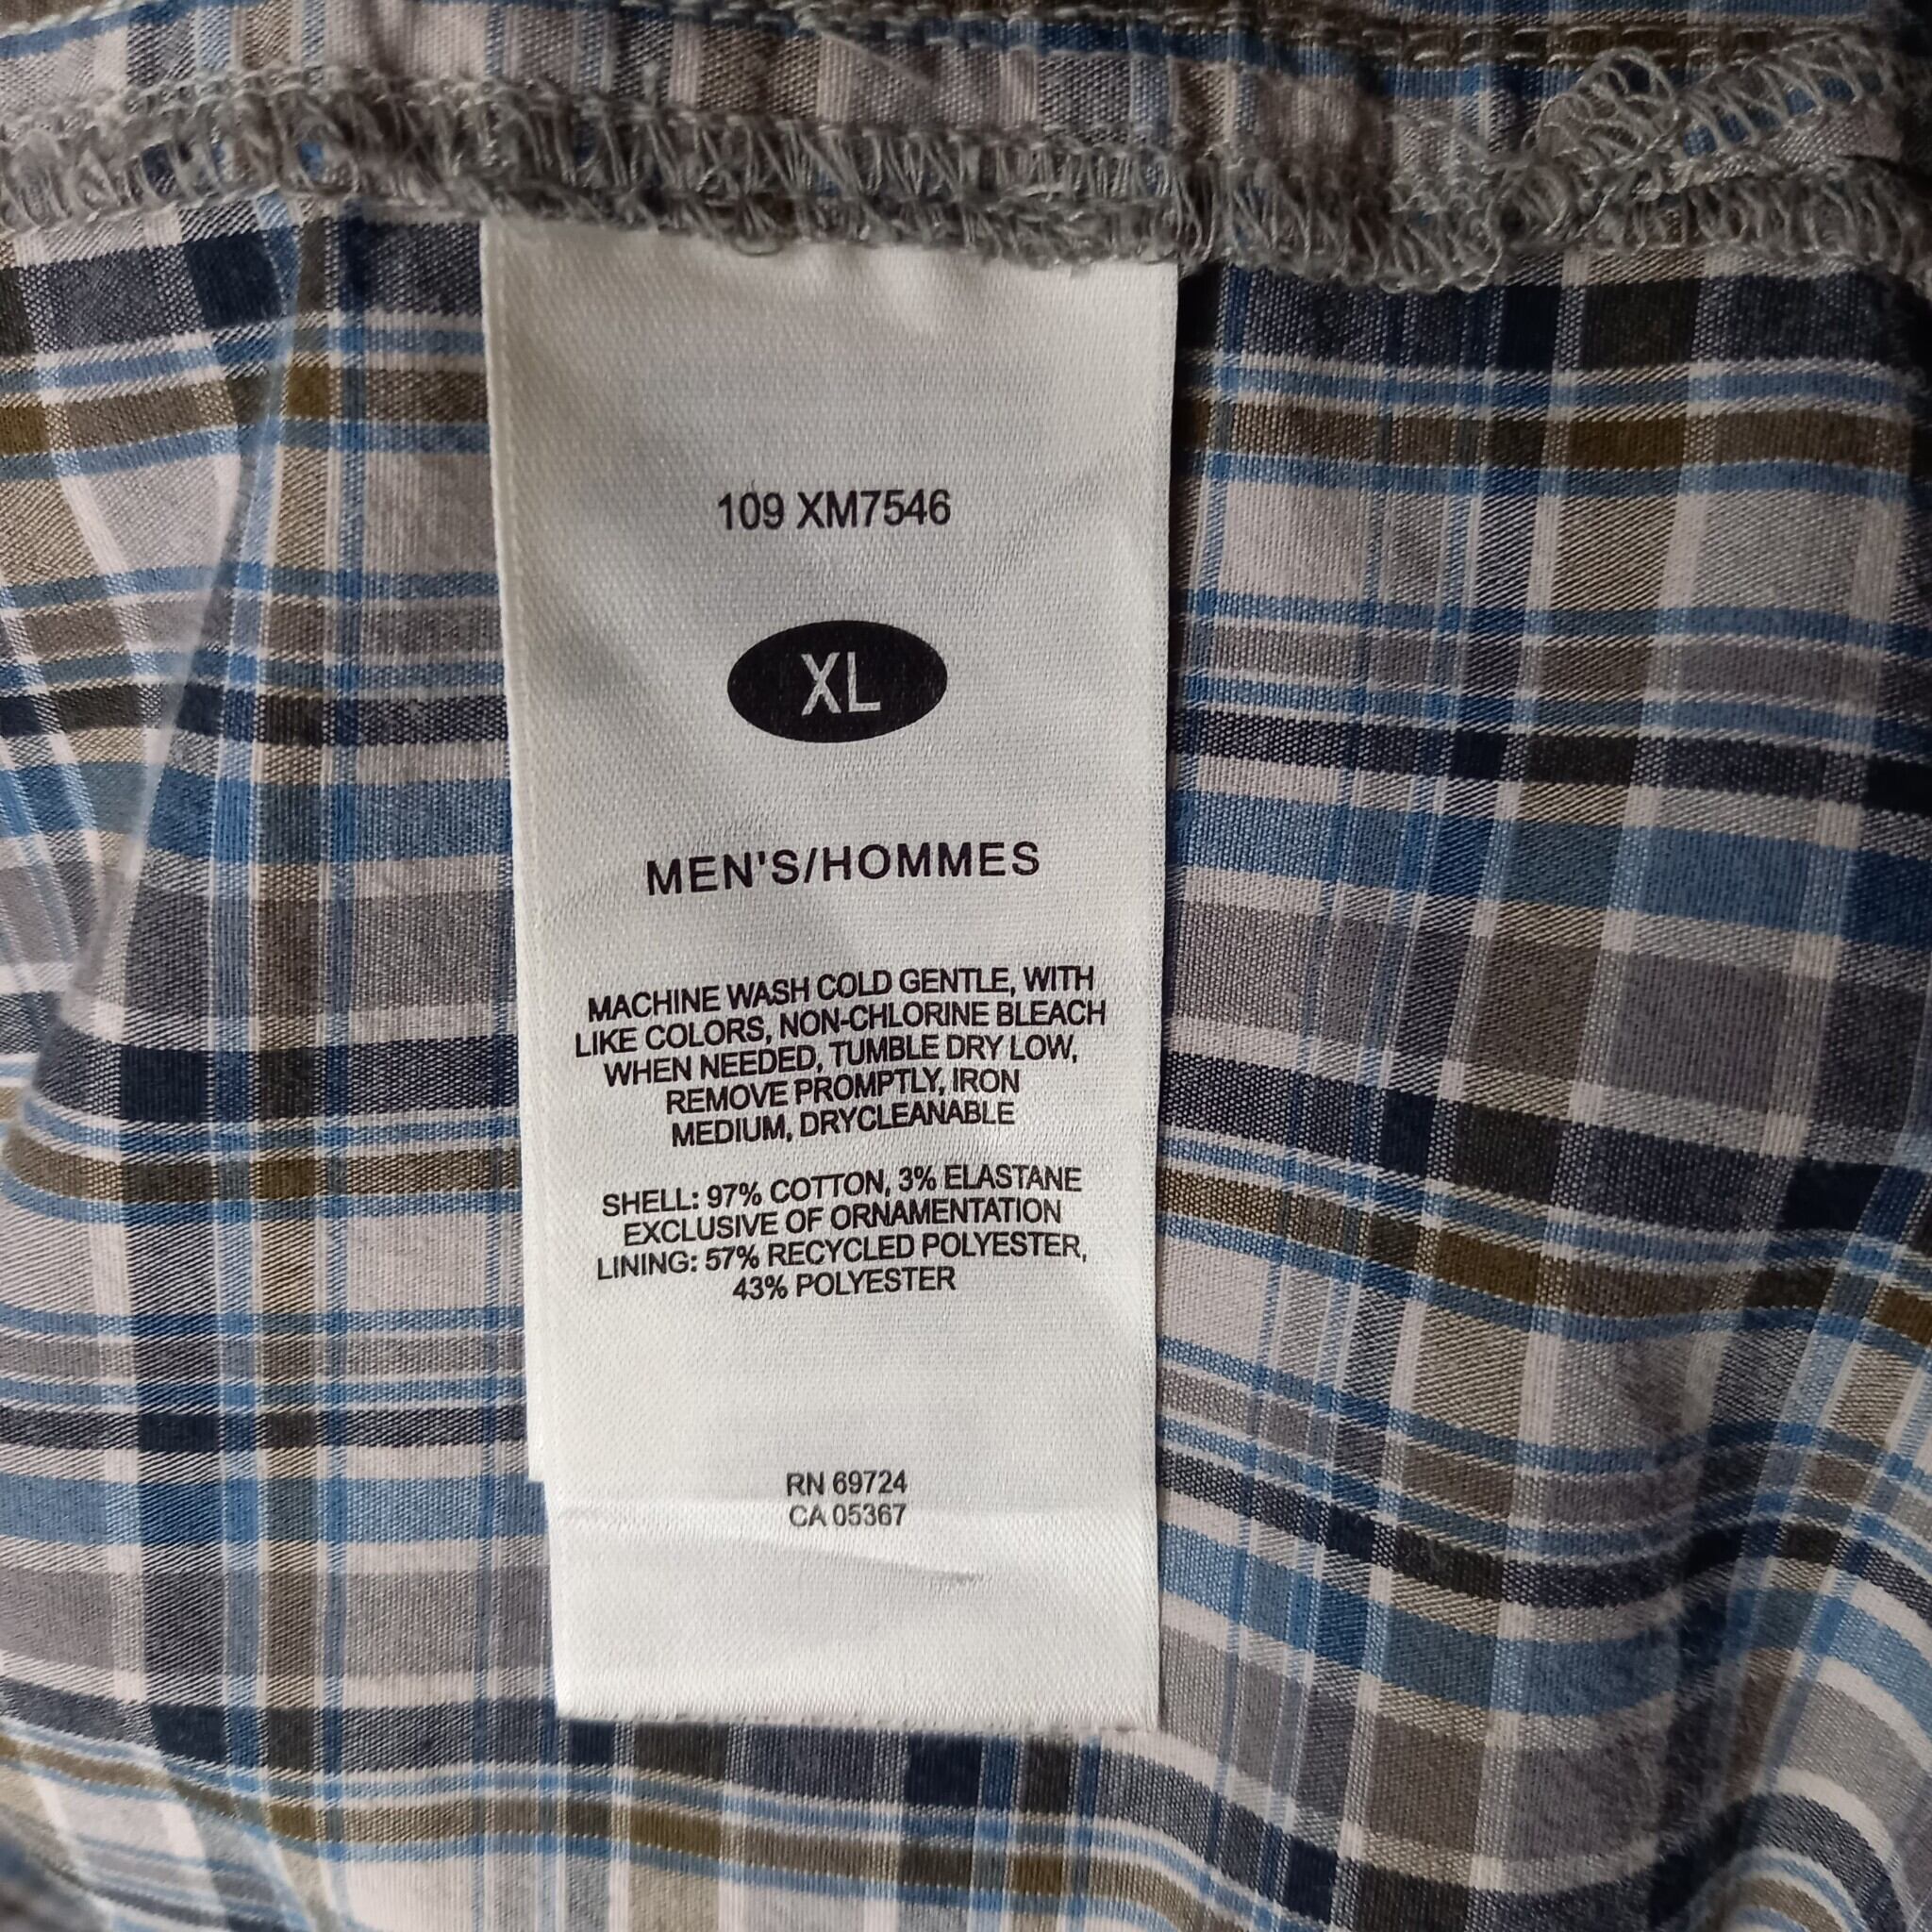 109 XM7546
XL
MEN'S/HOMMES
MACHINE WASH COLD GENTLE, WITH
LIKE COLORS, NON-CHLORINE BLEACH
WHEN NEEDED, TUMBLE DRY LOW,
REMOVE PROMPTLY, IRON
MEDIUM, DRYCLEANABLE
SHELL: 97% COTTON, 3% ELASTANE
EXCLUSIVE OF ORNAMENTATION
LINING: 57% RECYCLED POLYESTER,
43% POLYESTER
RN 69724
CA 05367